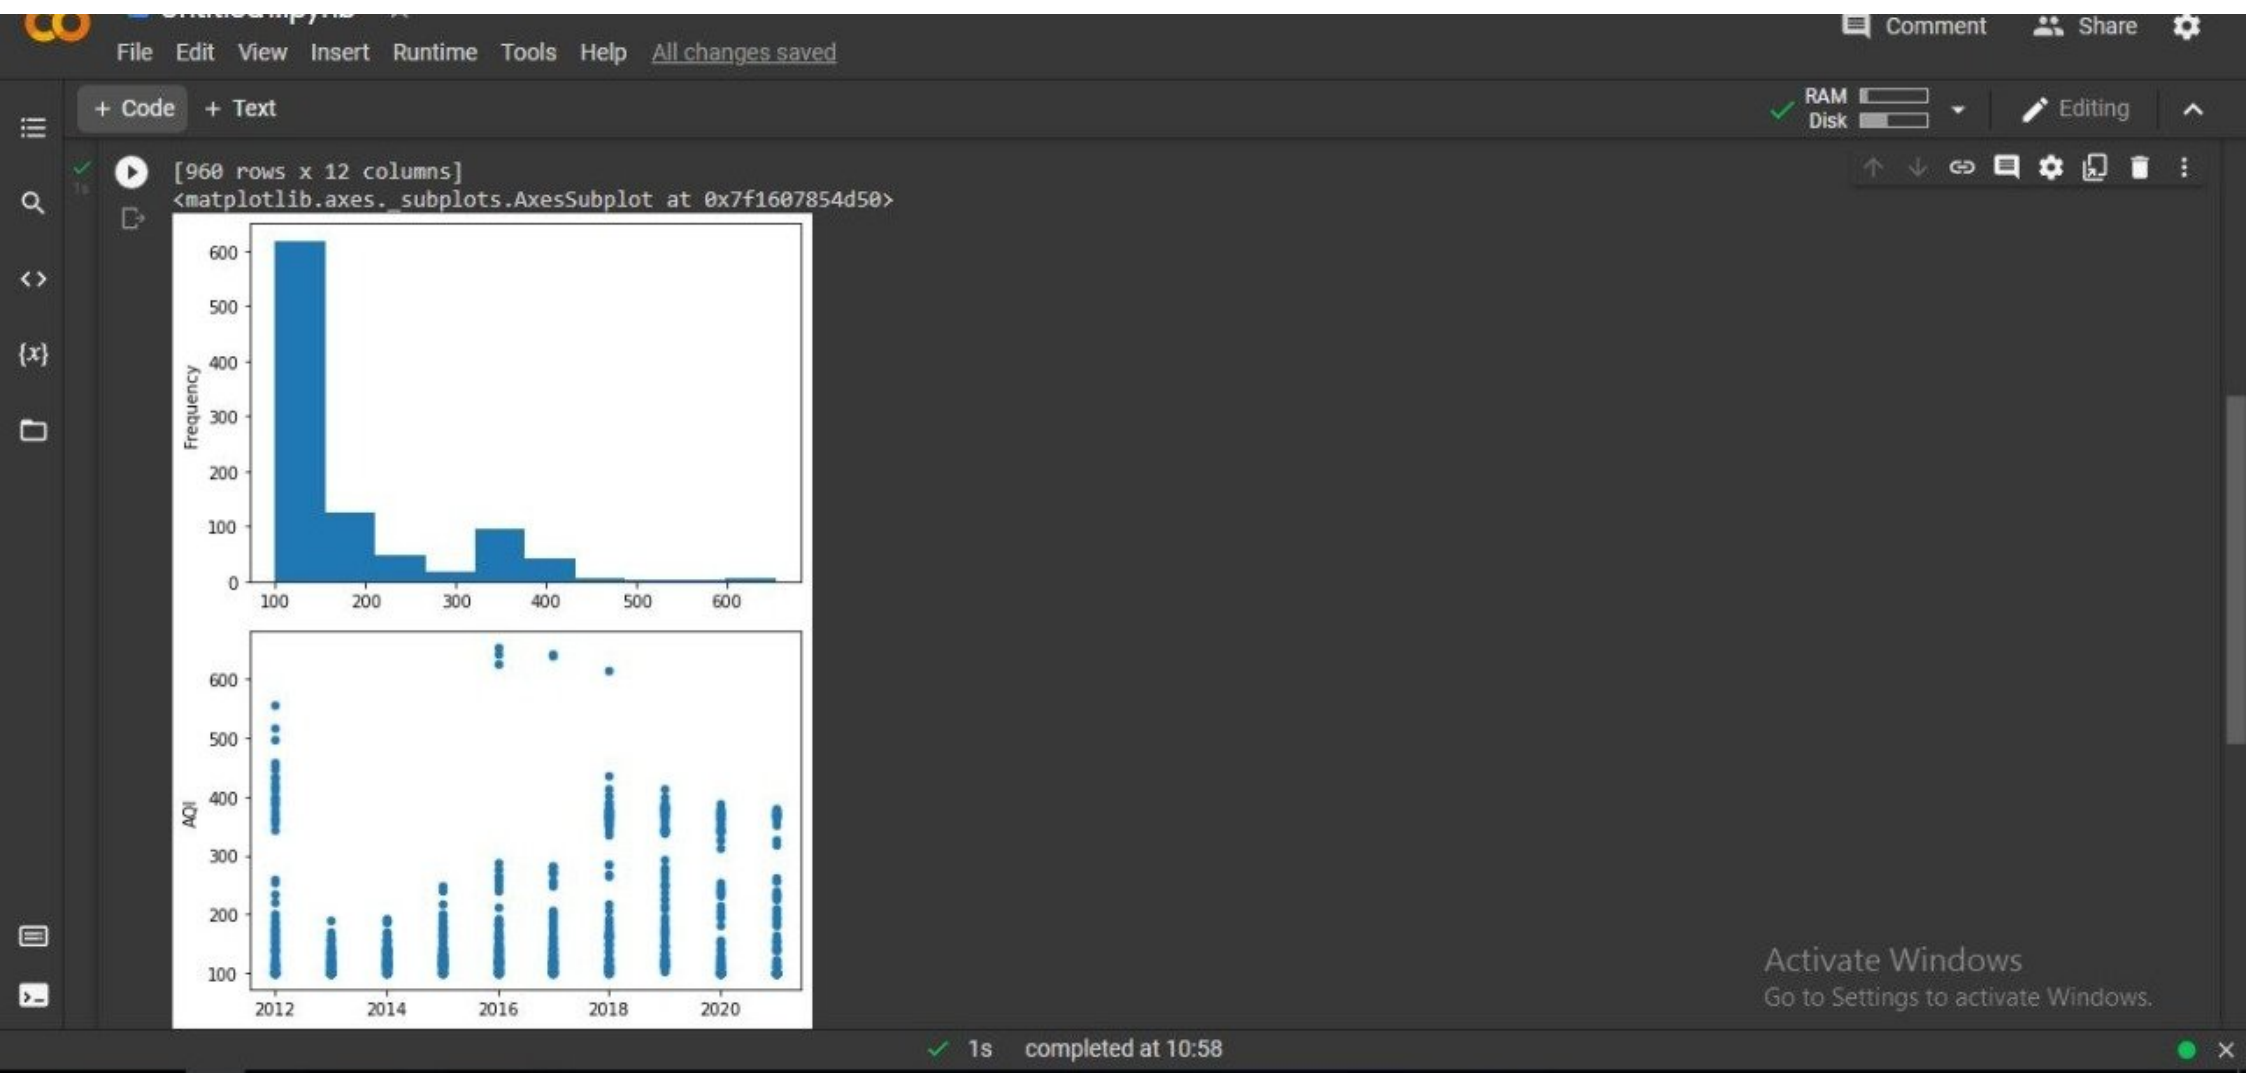 Comment Share
File Edit View Insert Runtime Tools Help All changes saved
+ Code + Text
RAM
Disk
Editing
1s
[960 rows x 12 columns]
<matplotlib.axes._subplots.AxesSubplot at 0x7f1607854d50>
{x}
Frequency
600
500
400
300
200
100
0
100 200 300 400 500 600
AQI
600
500
400
300
200
100
2012 2014 2016 2018 2020
Activate Windows
Go to Settings to activate Windows.
1s completed at 10:58